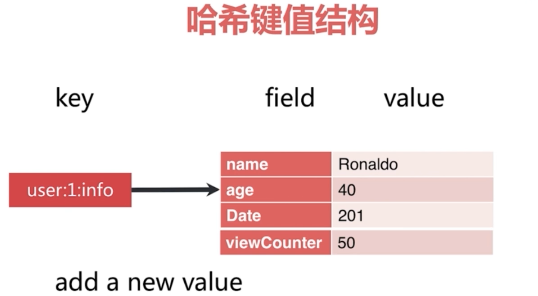 哈希键值结构
key field value
name Ronaldo
user:1:info age 40
Date 201
viewCounter 50
add a new value